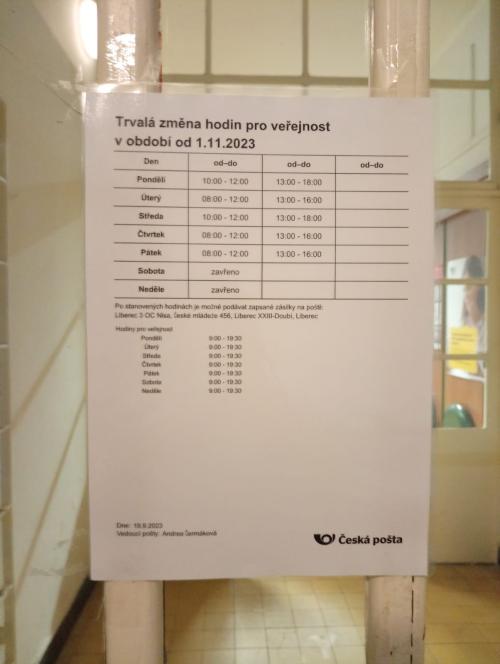 Trvalá změna hodin pro veřejnost
v období od 1.11.2023
Den od–do od–do od–do
Pondělí 10:00 - 12:00 13:00 - 18:00
Úterý 08:00 - 12:00 13:00 - 16:00
Středa 10:00 - 12:00 13:00 - 18:00
Čtvrtek 08:00 - 12:00 13:00 - 16:00
Pátek 08:00 - 12:00 13:00 - 16:00
Sobota zavřeno
Neděle zavřeno
Po stanovených hodinách je možné podávat zapsané zásilky na poště:
Liberec 3 OC Nisa, České mládeže 456, Liberec XXIII-Doubí, Liberec
Hodiny pro veřejnost
Pondělí 9:00 - 19:30
Úterý 9:00 - 19:30
Středa 9:00 - 19:30
Čtvrtek 9:00 - 19:30
Pátek 9:00 - 19:30
Sobota 9:00 - 19:30
Neděle 9:00 - 19:30
Dne: 19.9.2023
Vedoucí pošty: Andrea Čermáková
Česká pošta